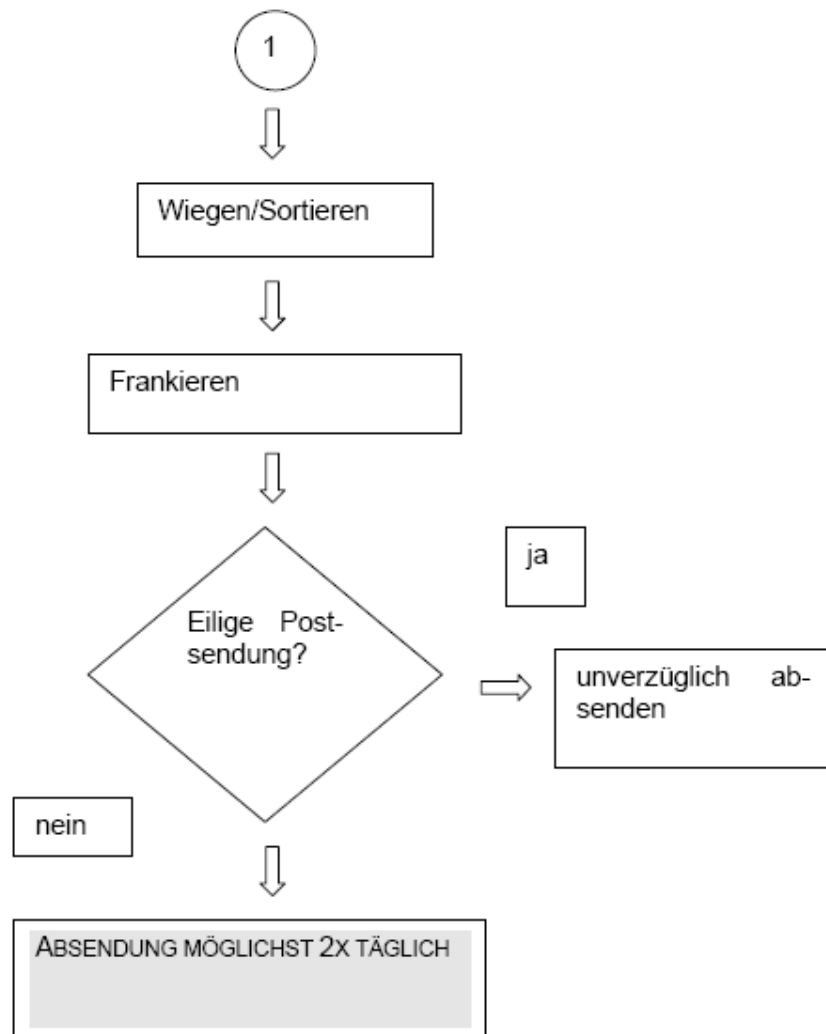 1
Wiegen/Sortieren
Frankieren
ja
Eilige Post-
sendung?
unverzüglich ab-
senden
nein
ABSENDUNG MÖGLICHST 2X TÄGLICH